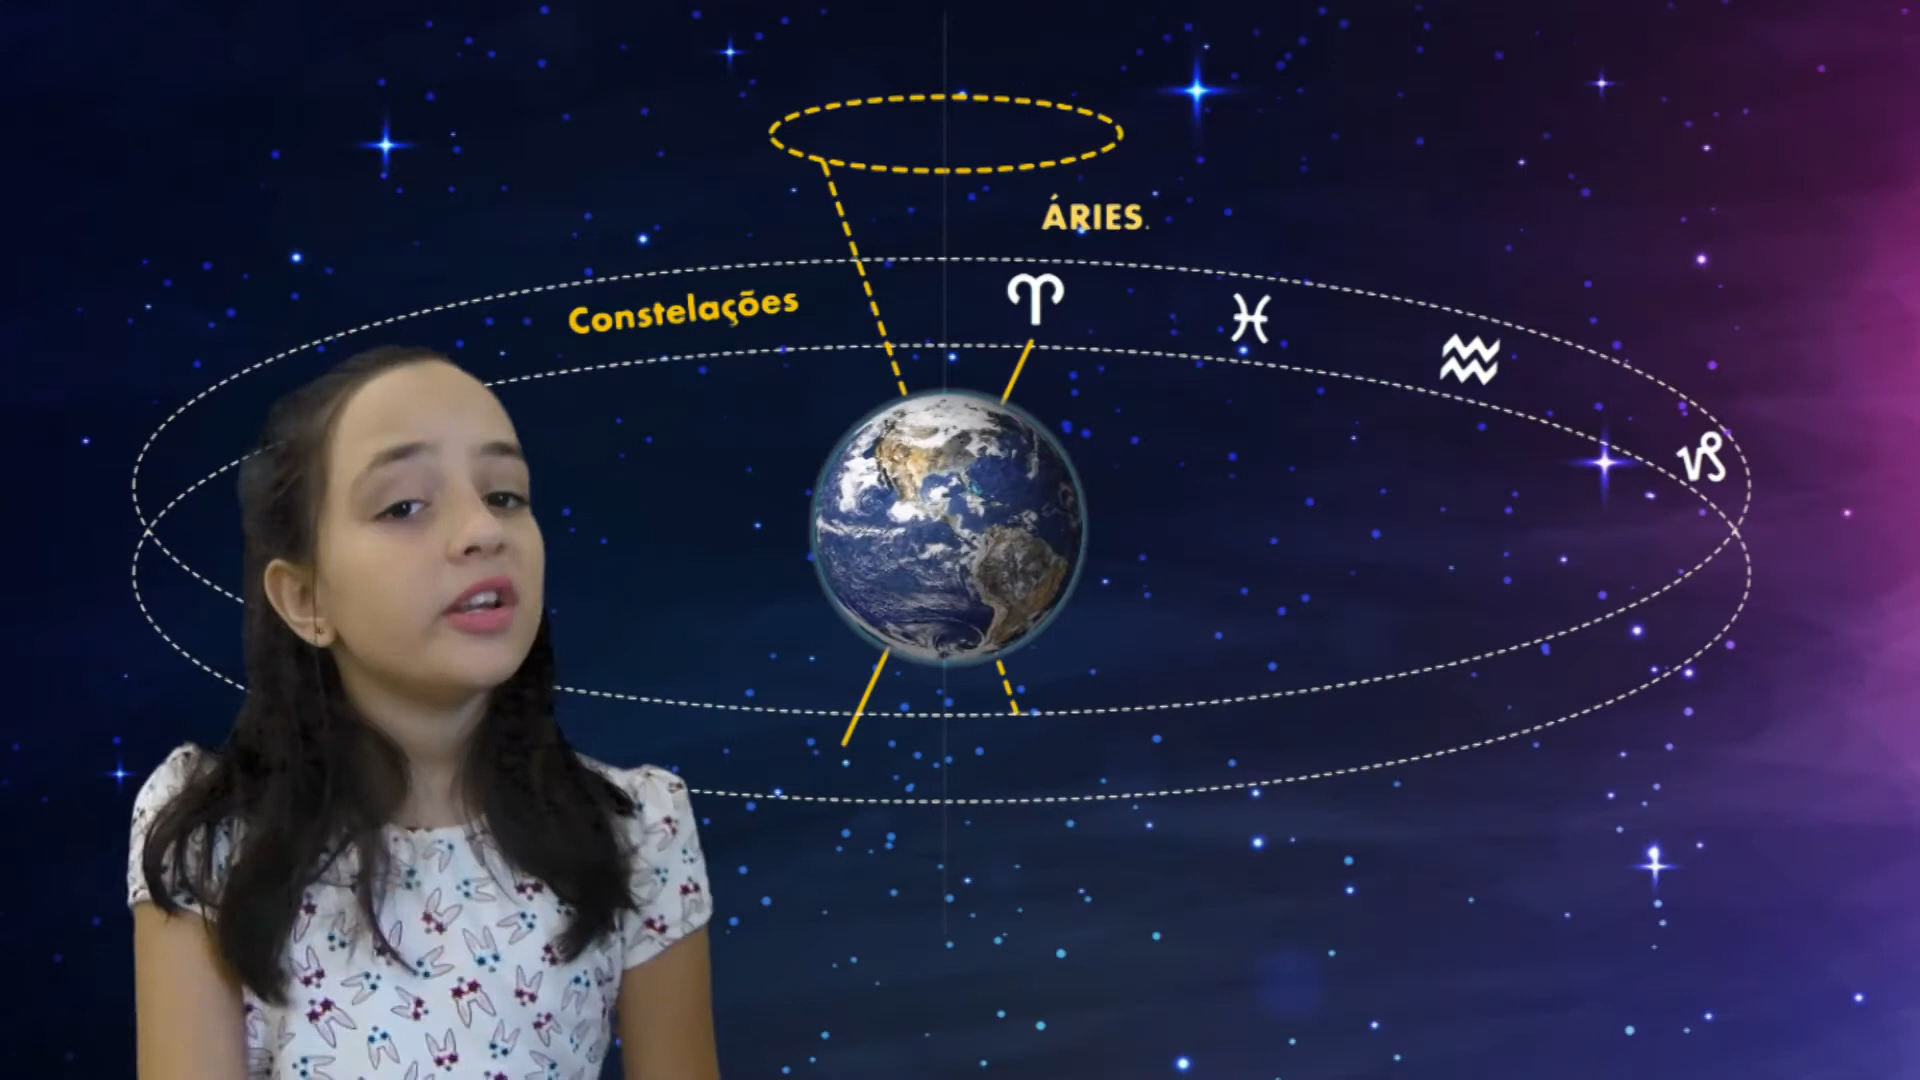 ÁRIES.
Constelações
♈ ♓ ♒ ♑